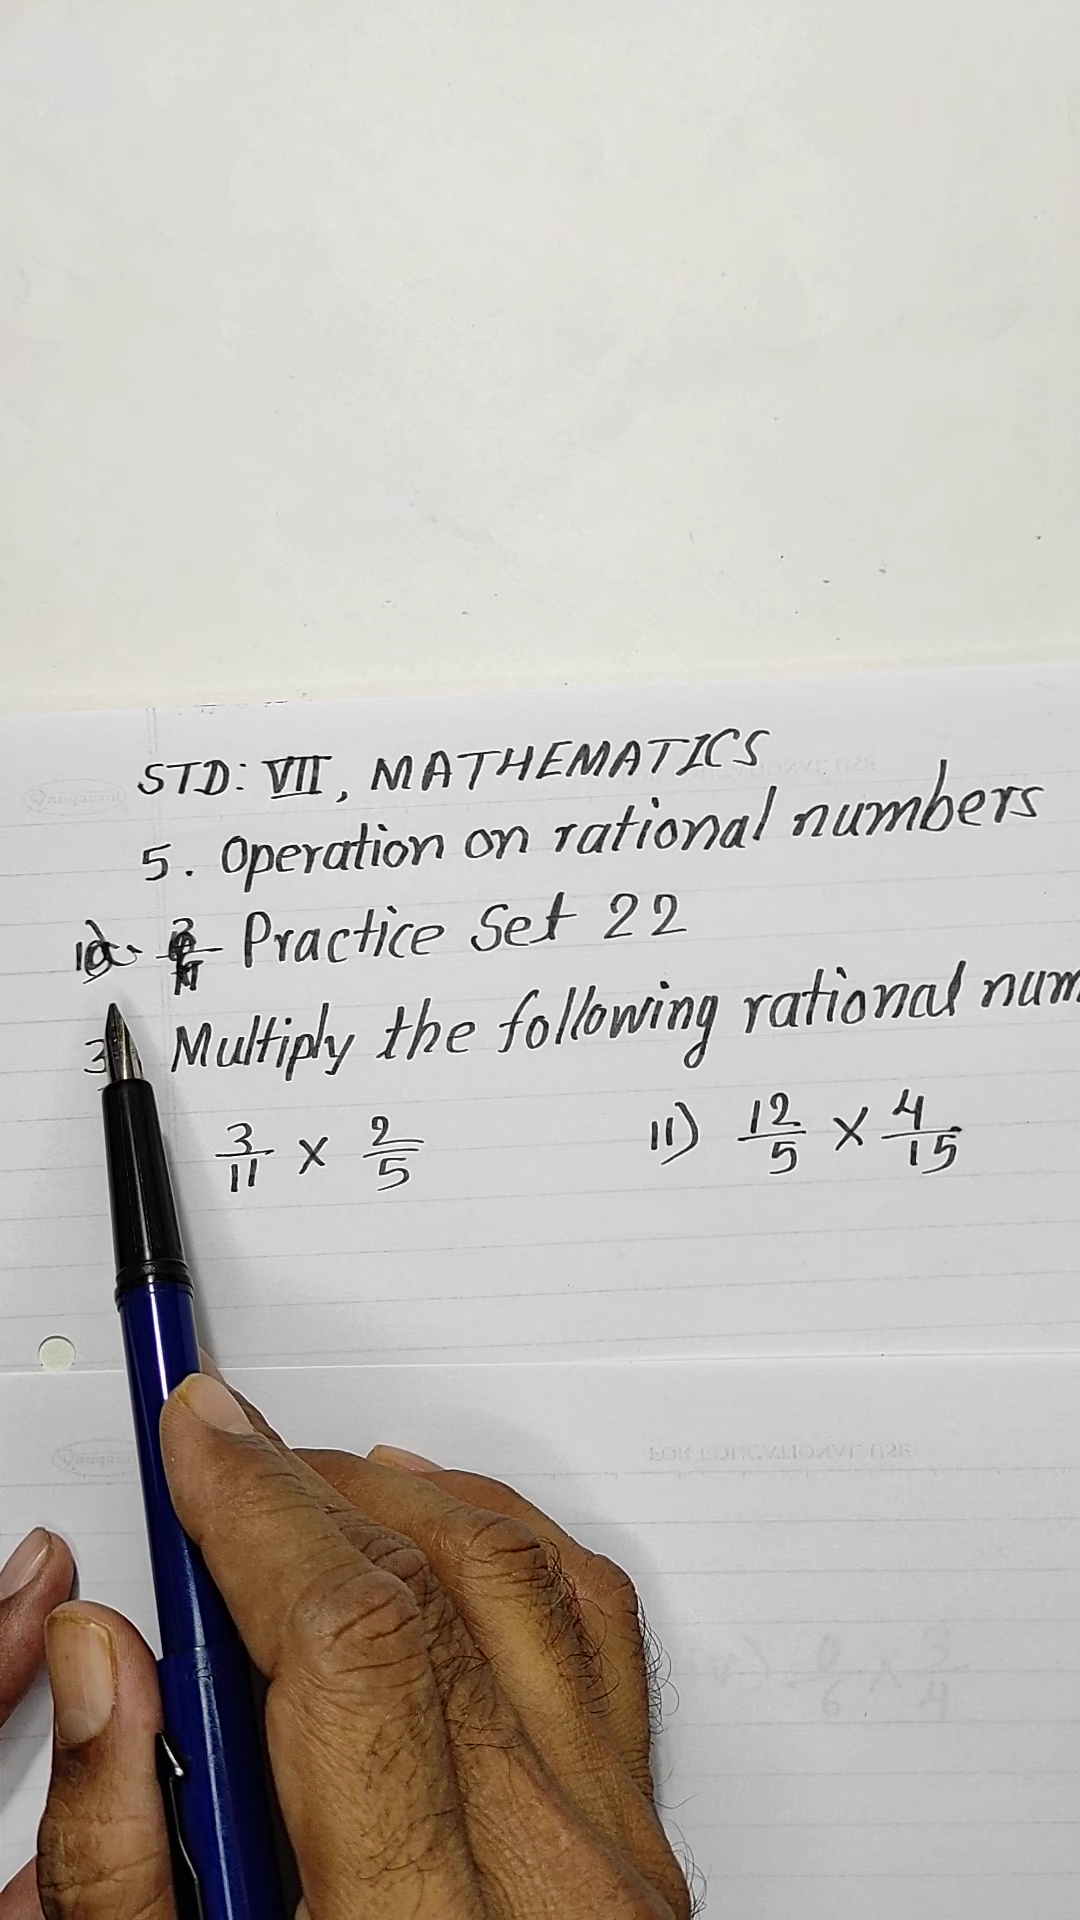 STD: VII, MATHEMATICS
5. Operation on rational numbers
Practice Set 22
Multiply the following rational num
3/11 × 2/5 11) 12/5 × 4/15